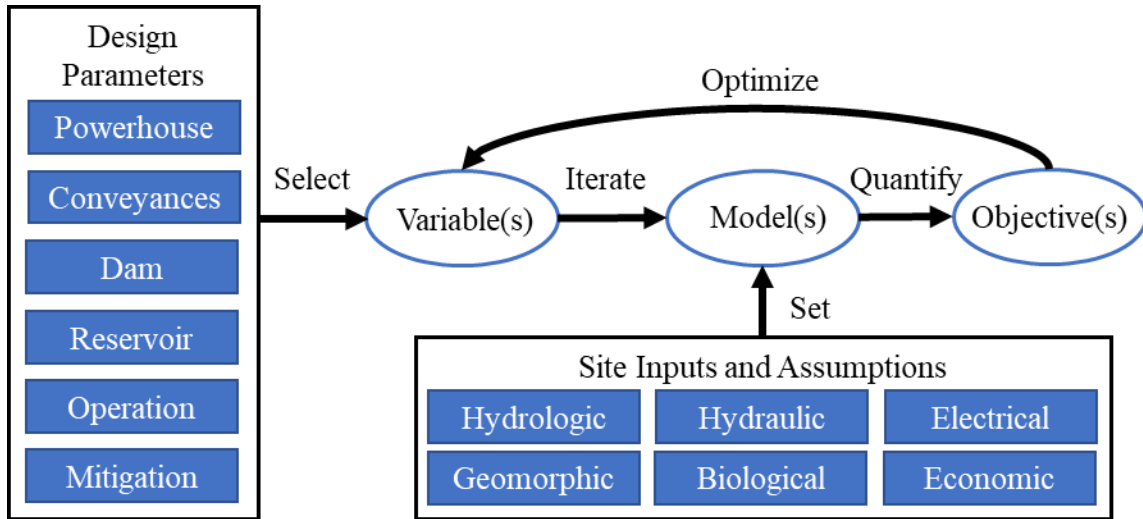 Design
Parameters
Powerhouse
Conveyances
Dam
Reservoir
Operation
Mitigation
Select
Optimize
Variable(s)
Iterate
Model(s)
Quantify
Objective(s)
Set
Site Inputs and Assumptions
Hydrologic
Hydraulic
Electrical
Geomorphic
Biological
Economic